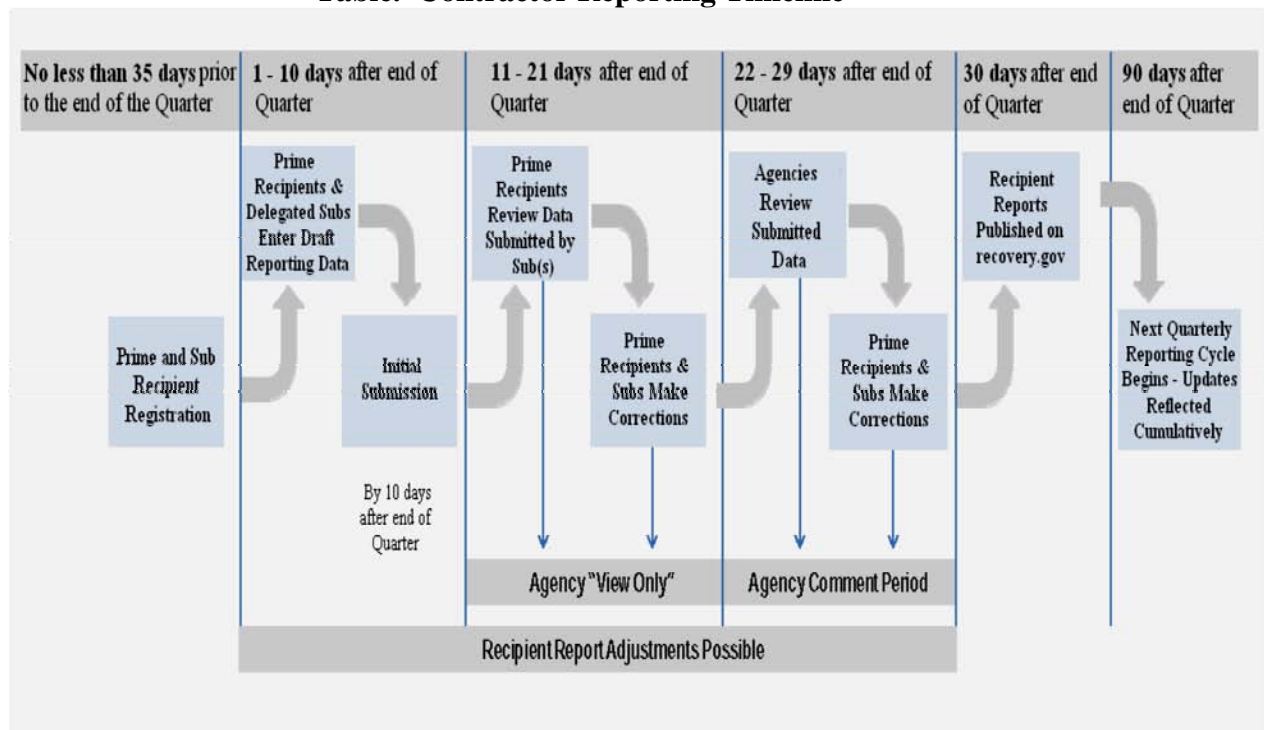 Table: Contractor Reporting Timeline
No less than 35 days prior
to the end of the Quarter
1 - 10 days after end of
Quarter
11 - 21 days after end of
Quarter
22 - 29 days after end of
Quarter
30 days after end
of Quarter
90 days after
end of Quarter
Prime and Sub
Recipient
Registration
Prime
Recipients &
Delegated Subs
Enter Draft
Reporting Data
Initial
Submission
By 10 days
after end of
Quarter
Prime
Recipients
Review Data
Submitted by
Sub(s)
Prime
Recipients &
Subs Make
Corrections
Agencies
Review
Submitted
Data
Prime
Recipients &
Subs Make
Corrections
Recipient
Reports
Published on
recovery.gov
Next Quarterly
Reporting Cycle
Begins - Updates
Reflected
Cumulatively
Agency "View Only"
Agency Comment Period
Recipient Report Adjustments Possible